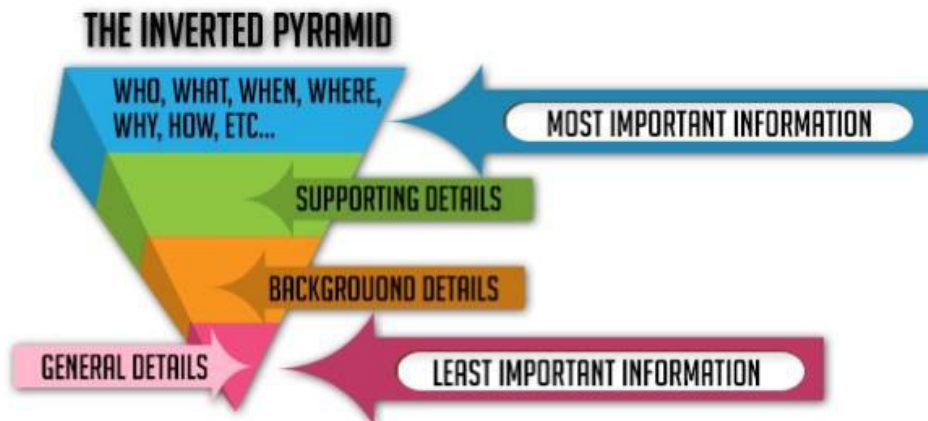 THE INVERTED PYRAMID
WHO, WHAT, WHEN, WHERE,
WHY, HOW, ETC...
MOST IMPORTANT INFORMATION
SUPPORTING DETAILS
BACKGROUOND DETAILS
GENERAL DETAILS
LEAST IMPORTANT INFORMATION